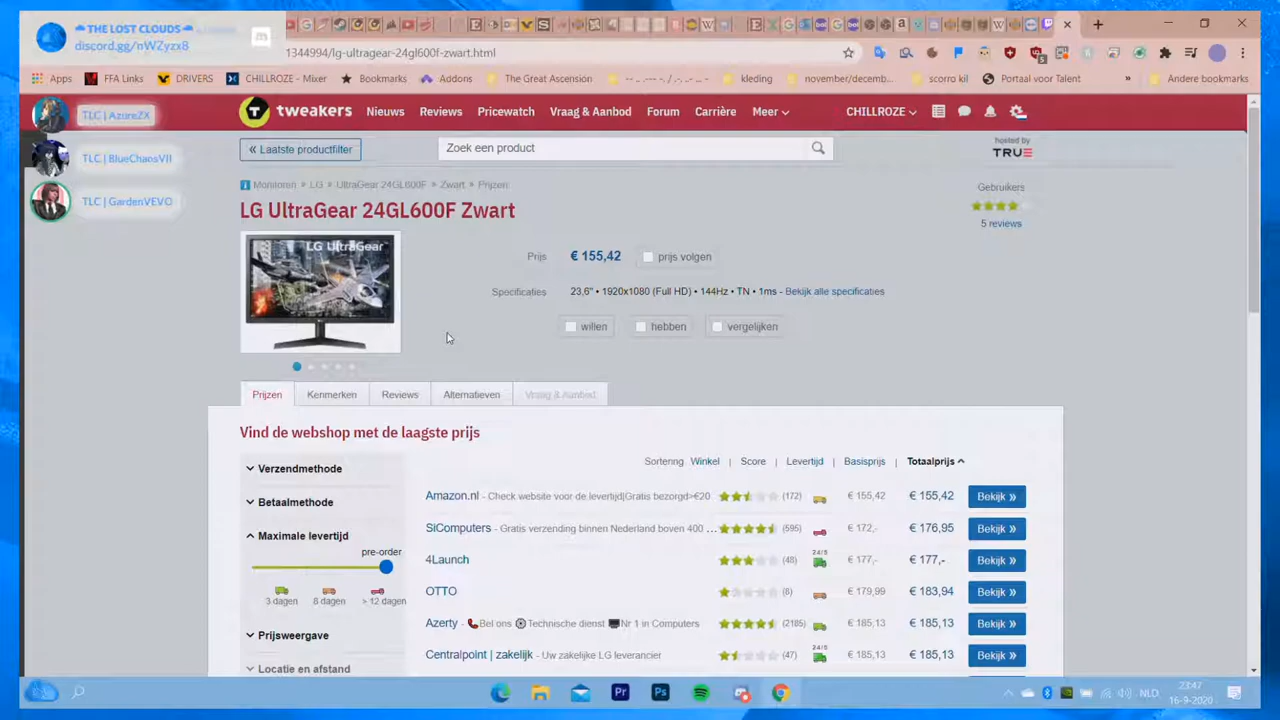 ☁ THE LOST CLOUDS ☁
discord.gg/nWZyzx8
1344994/lg-ultragear-24gl600f-zwart.html
Apps FFA Links DRIVERS CHILLROZE - Mixer Bookmarks Addons The Great Ascension -- .. -- / .- -- .. kleding november/decemb... scorro kil Portaal voor Talent » Andere bookmarks
TLC | AzureZX
TLC | BlueChaosVII
TLC | GardenVEVO
tweakers Nieuws Reviews Pricewatch Vraag & Aanbod Forum Carrière Meer CHILLROZE
« Laatste productfilter
Zoek een product
hosted by
TRUE
Monitoren » LG » UltraGear 24GL600F » Zwart » Prijzen
LG UltraGear 24GL600F Zwart
Gebruikers
5 reviews
LG UltraGear
Prijs € 155,42 prijs volgen
Specificaties 23,6" • 1920x1080 (Full HD) • 144Hz • TN • 1ms - Bekijk alle specificaties
willen hebben vergelijken
Prijzen Kenmerken Reviews Alternatieven Vraag & Aanbod
Vind de webshop met de laagste prijs
Sortering Winkel | Score | Levertijd | Basisprijs | Totaalprijs
Verzendmethode
Betaalmethode
Maximale levertijd
pre-order
3 dagen 8 dagen > 12 dagen
Prijsweergave
Locatie en afstand
Amazon.nl - Check website voor de levertijd|Gratis bezorgd>€20 (172) € 155,42 € 155,42 Bekijk »
SiComputers - Gratis verzending binnen Nederland boven 400 ... (595) € 172,- € 176,95 Bekijk »
4Launch (48) 24/5 € 177,- € 177,- Bekijk »
OTTO (6) € 179,99 € 183,94 Bekijk »
Azerty - Bel ons Technische dienst Nr 1 in Computers (2185) € 185,13 € 185,13 Bekijk »
Centralpoint | zakelijk - Uw zakelijke LG leverancier (47) 24/5 € 185,13 € 185,13 Bekijk »
NLD
23:47
16-9-2020